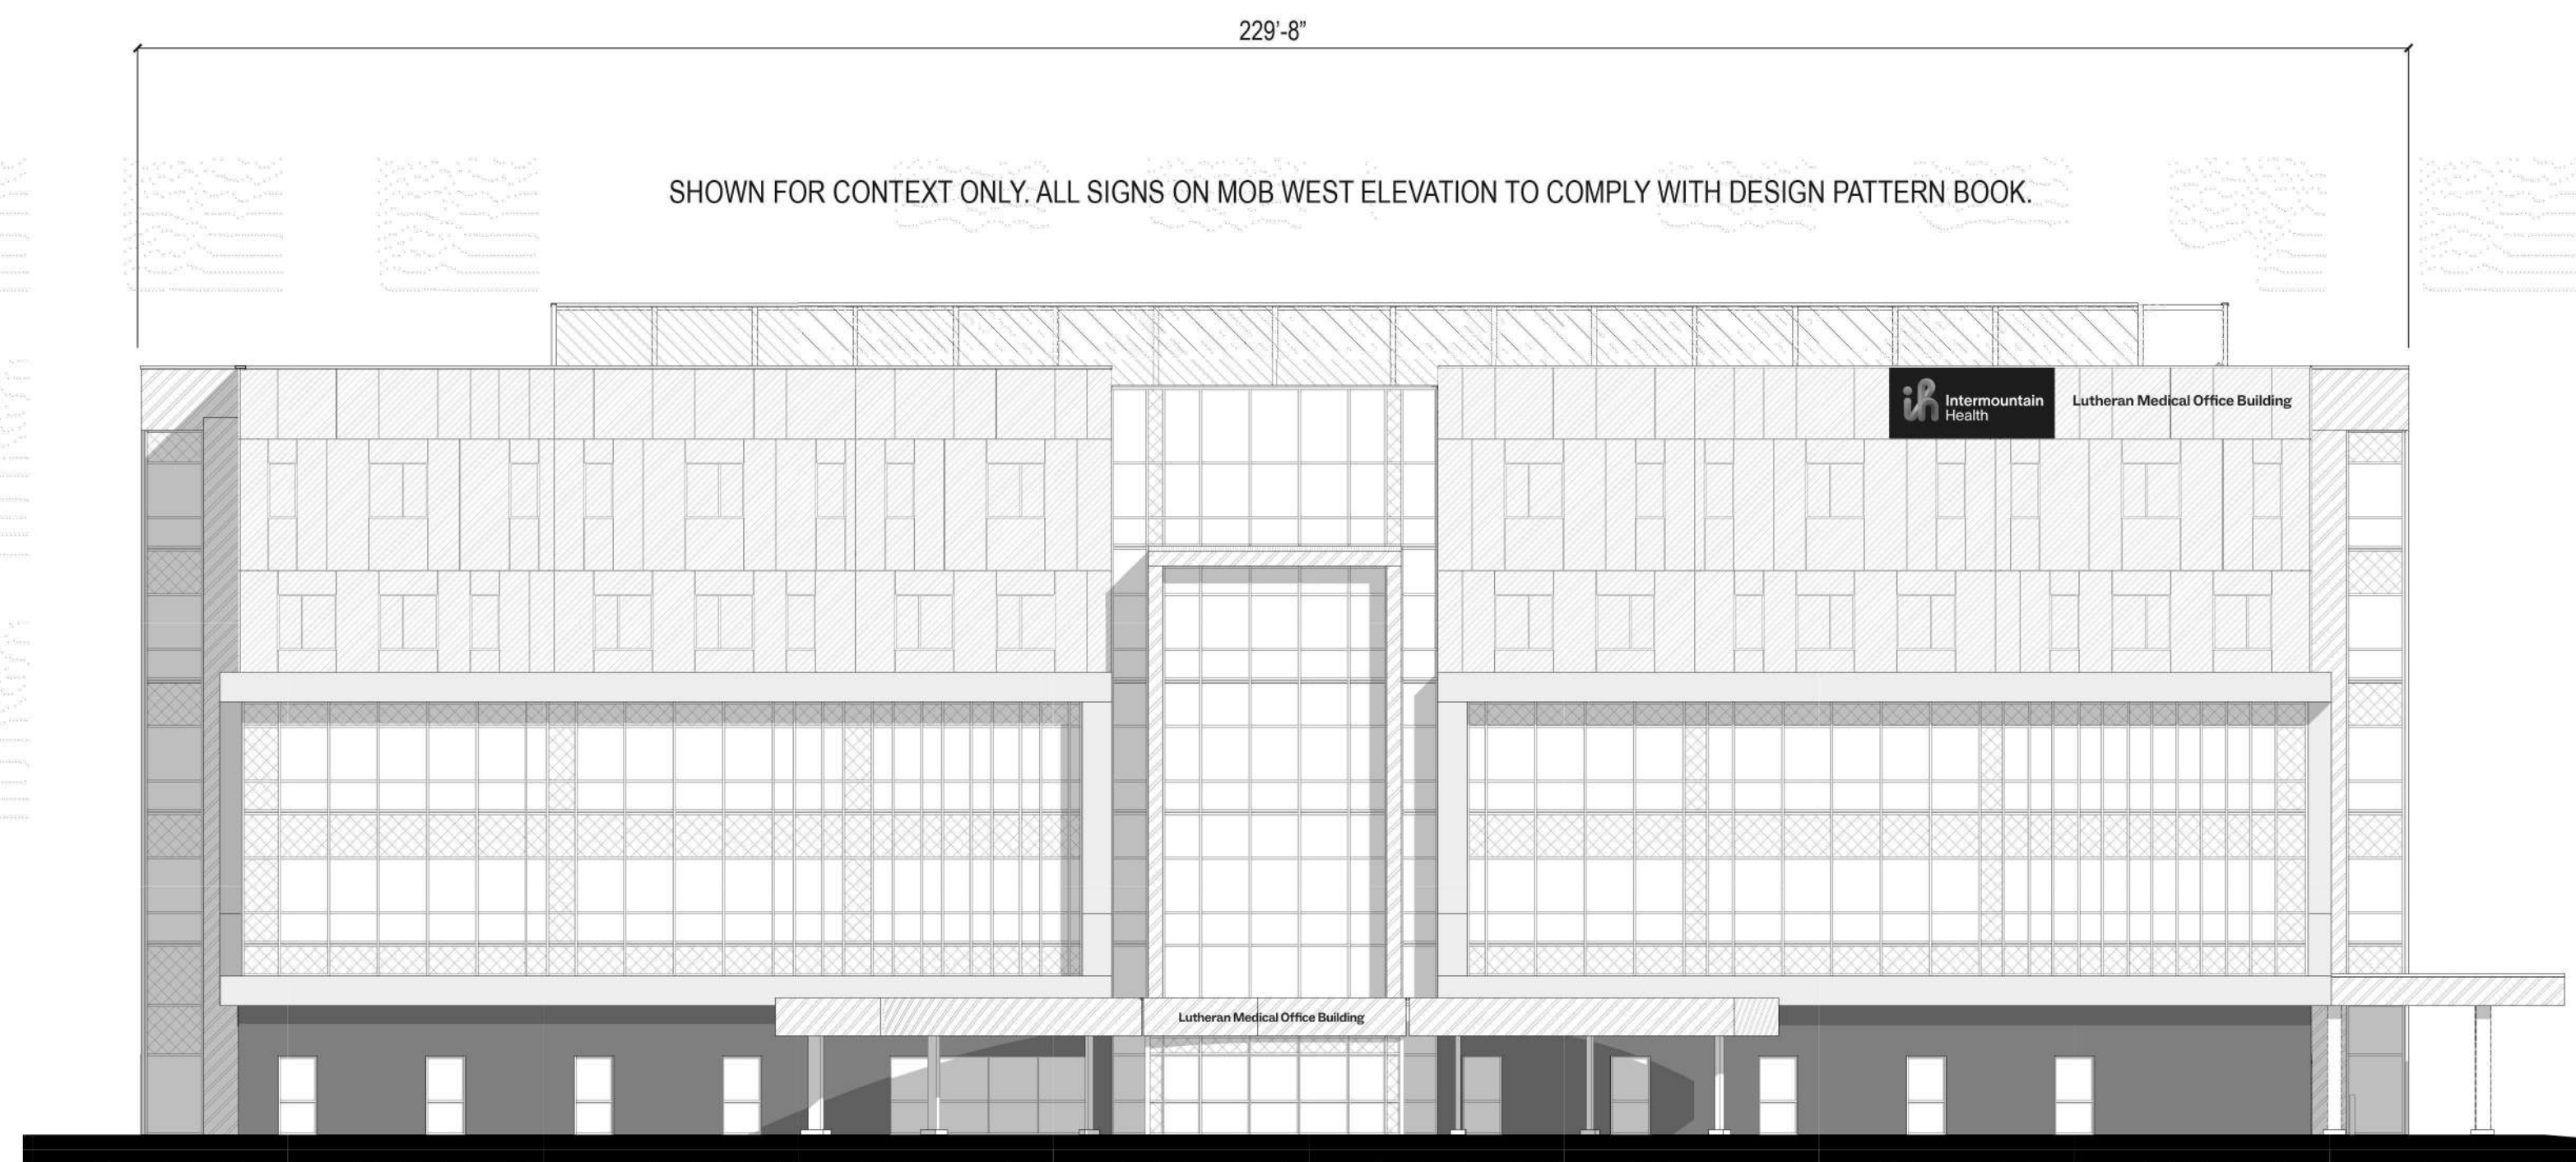 229'-8”
SHOWN FOR CONTEXT ONLY. ALL SIGNS ON MOB WEST ELEVATION TO COMPLY WITH DESIGN PATTERN BOOK.
ih Intermountain
Health
Lutheran Medical Office Building
Lutheran Medical Office Building